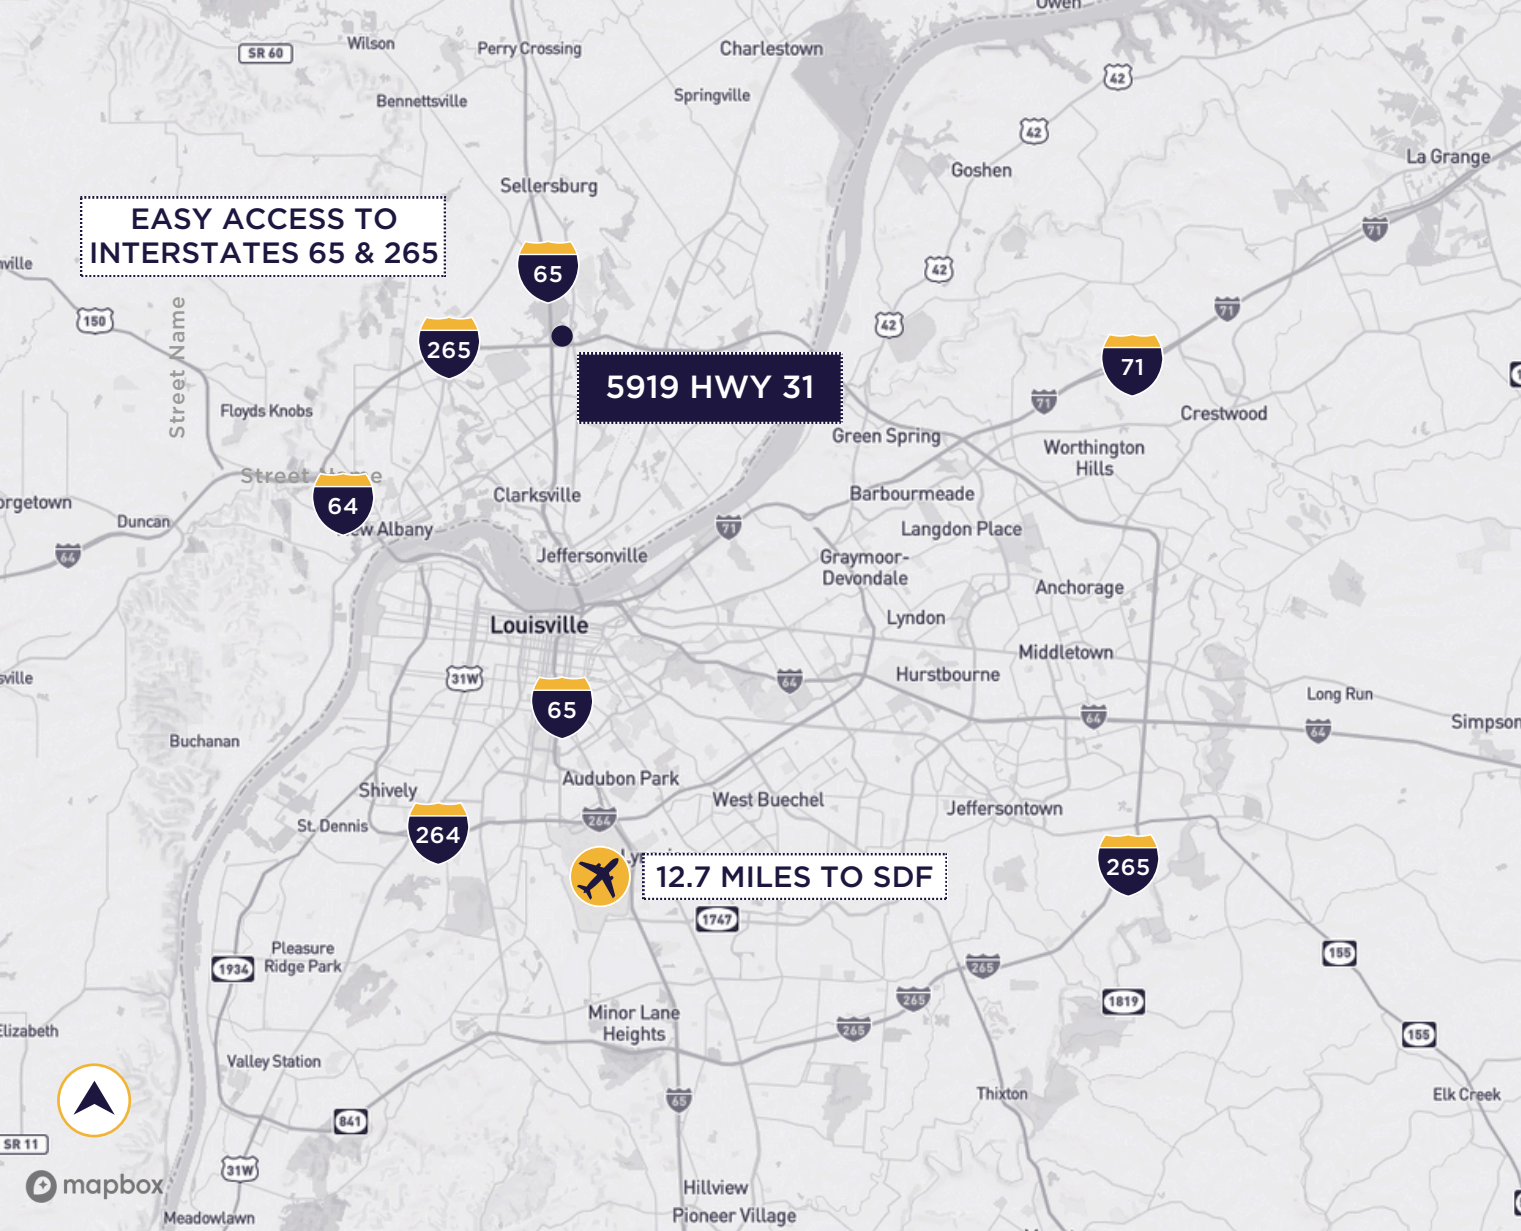 Owen
SR 60
Wilson
Perry Crossing
Charlestown
42
Bennettsville
Springville
42
La Grange
Goshen
Sellersburg
EASY ACCESS TO
INTERSTATES 65 & 265
71
65
42
150
Street Name
71
42
265
71
5919 HWY 31
71
Floyds Knobs
Crestwood
Green Spring
Worthington
Hills
Street Name
64
Clarksville
Barbourmeade
orgetown
Duncan
New Albany
71
Langdon Place
64
Jeffersonville
Graymoor-
Devondale
Anchorage
Lyndon
Louisville
Middletown
31W
64
Hurstbourne
sville
65
Long Run
64
64
Simpson
Buchanan
Audubon Park
Shively
West Buechel
Jeffersontown
St. Dennis
264
264
265
12.7 MILES TO SDF
1747
Pleasure
Ridge Park
1934
155
265
265
1819
Minor Lane
Heights
265
Elizabeth
155
Valley Station
65
Thixton
Elk Creek
841
SR 11
31W
mapbox
Hillview
Meadowlawn
Pioneer Village